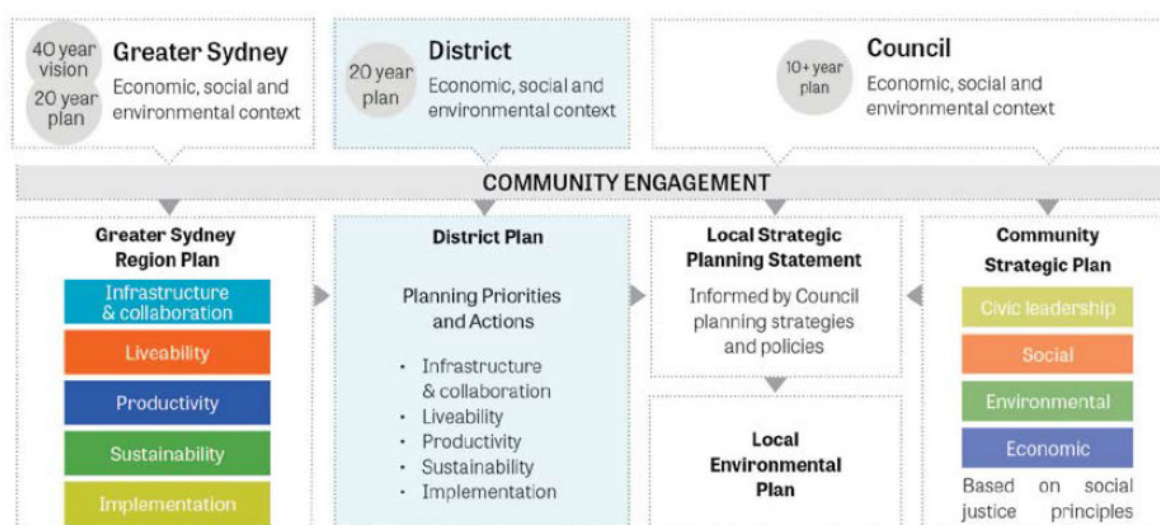 40 year
vision
20 year
plan
Greater Sydney
Economic, social and
environmental context
20 year
plan
District
Economic, social and
environmental context
10+ year
plan
Council
Economic, social and
environmental context
COMMUNITY ENGAGEMENT
Greater Sydney
Region Plan
Infrastructure
& collaboration
Liveability
Productivity
Sustainability
Implementation
District Plan
Planning Priorities
and Actions
• Infrastructure
& collaboration
• Liveability
• Productivity
• Sustainability
• Implementation
Local Strategic
Planning Statement
Informed by Council
planning strategies
and policies
Local
Environmental
Plan
Community
Strategic Plan
Civic leadership
Social
Environmental
Economic
Based on social
justice principles